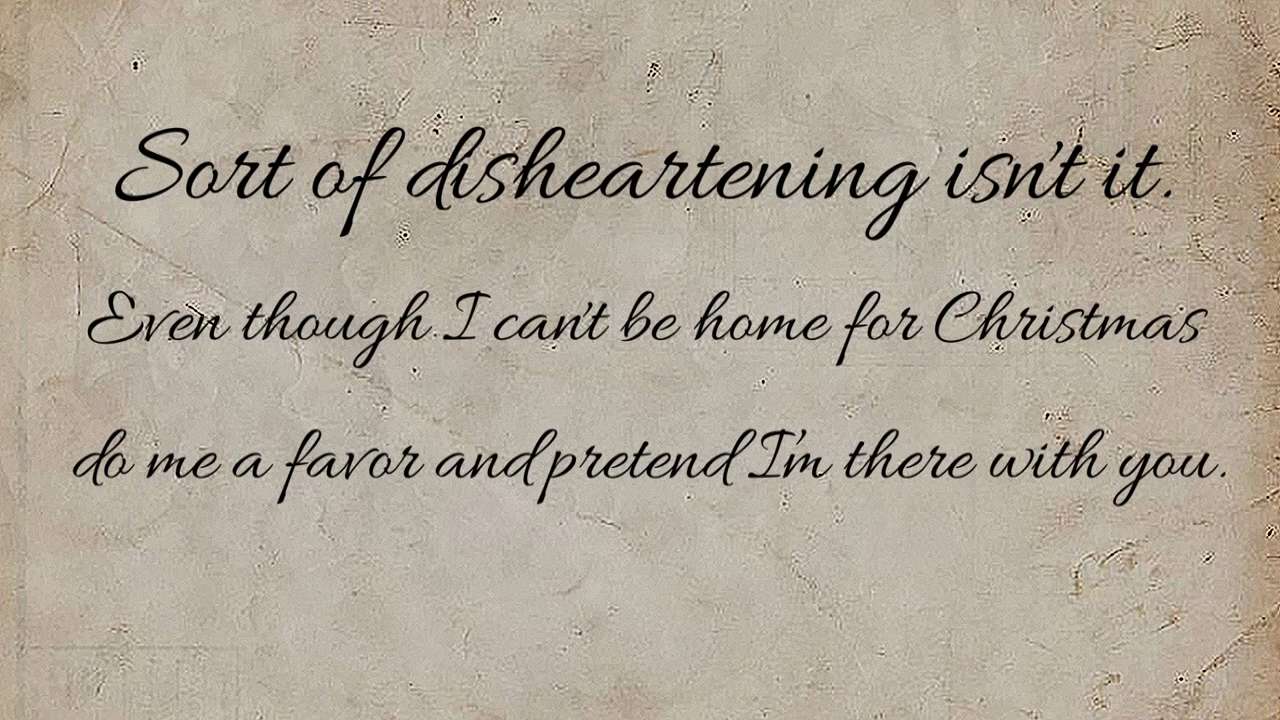 Sort of disheartening isn't it.
Even though I can't be home for Christmas
do me a favor and pretend I'm there with you.